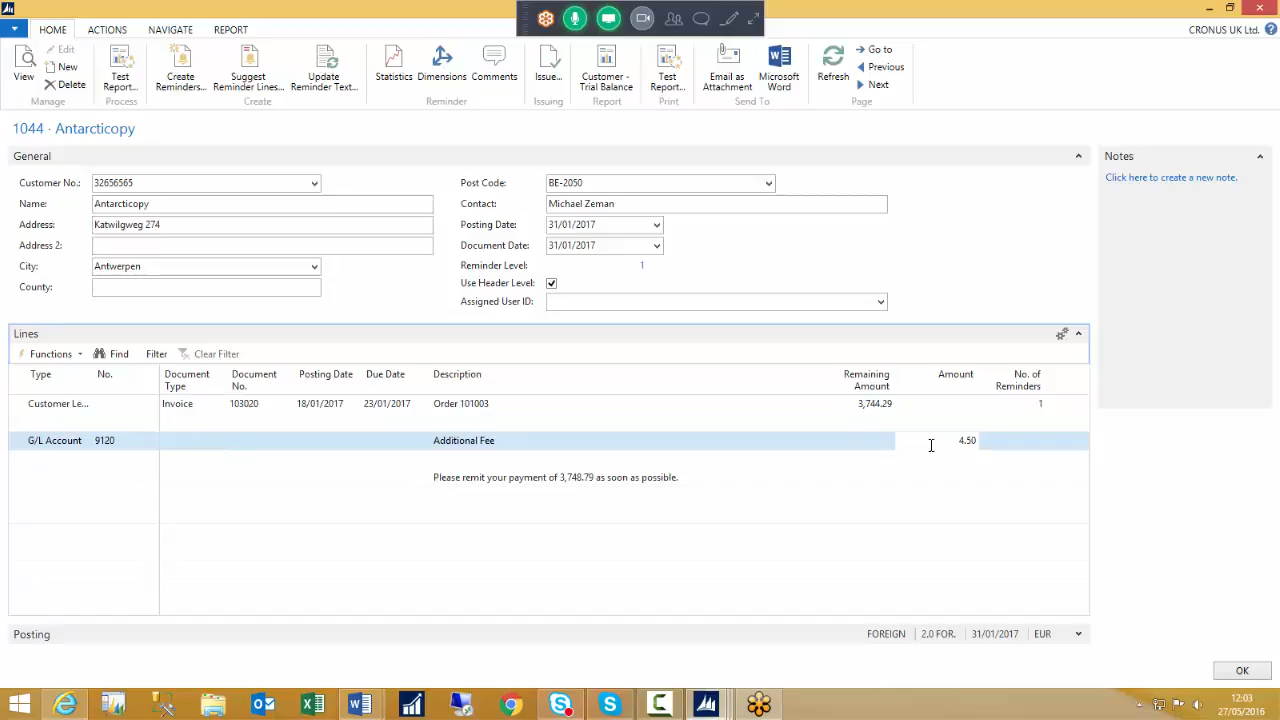 HOME ACTIONS NAVIGATE REPORT CRONUS UK Ltd.
View Edit New Delete Manage
Test Report... Process
Create Reminders... Suggest Reminder Lines... Update Reminder Text... Create
Statistics Dimensions Comments Reminder
Issue... Issuing
Customer - Trial Balance Report
Test Report... Print
Email as Attachment Microsoft Word Send To
Refresh Go to Previous Next Page
1044 · Antarcticopy
General
Customer No.: 32656565
Name: Antarcticopy
Address: Katwilgweg 274
Address 2:
City: Antwerpen
County:
Post Code: BE-2050
Contact: Michael Zeman
Posting Date: 31/01/2017
Document Date: 31/01/2017
Reminder Level: 1
Use Header Level:
Assigned User ID:
Notes
Click here to create a new note.
Lines
Functions Find Filter Clear Filter
Type No. Document Type Document No. Posting Date Due Date Description Remaining Amount Amount No. of Reminders
Customer Le... Invoice 103020 18/01/2017 23/01/2017 Order 101003 3,744.29 1
G/L Account 9120 Additional Fee 4.50
Please remit your payment of 3,748.79 as soon as possible.
Posting FOREIGN 2.0 FOR. 31/01/2017 EUR
OK
12:03
27/05/2016